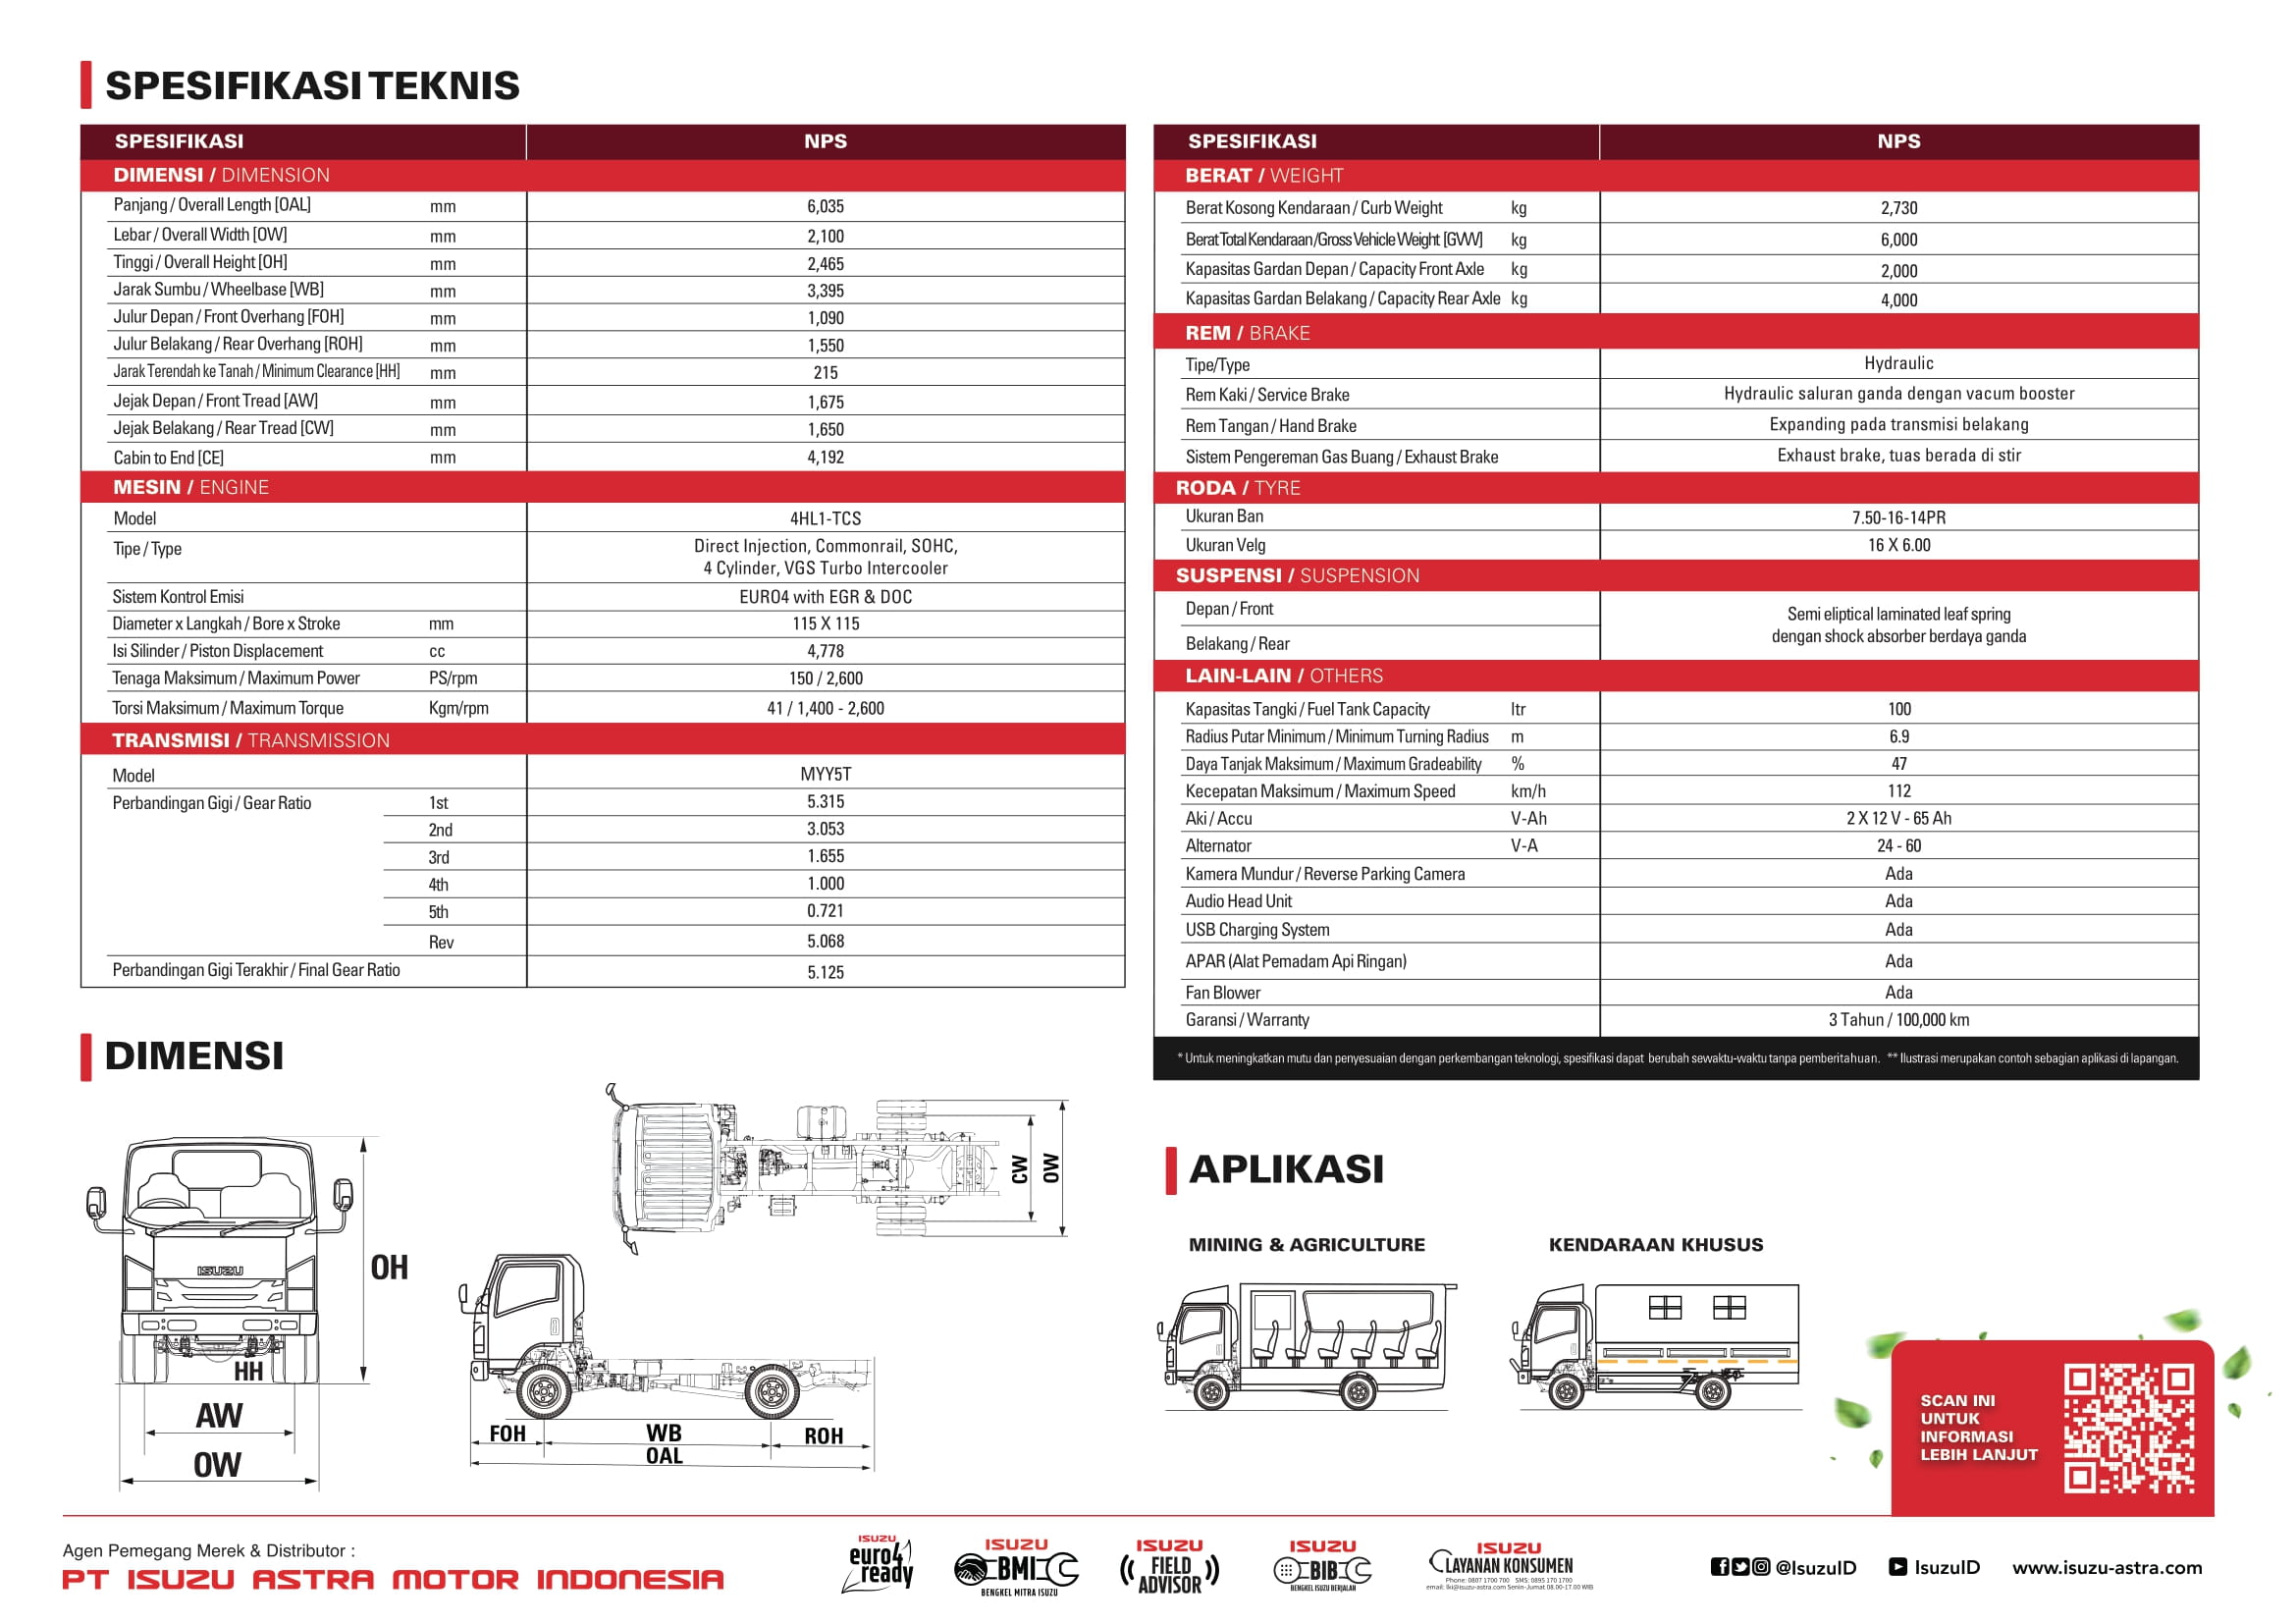 SPESIFIKASI TEKNIS
SPESIFIKASI NPS
DIMENSI / DIMENSION
Panjang / Overall Length [OAL] mm 6,035
Lebar / Overall Width [OW] mm 2,100
Tinggi / Overall Height [OH] mm 2,465
Jarak Sumbu / Wheelbase [WB] mm 3,395
Julur Depan / Front Overhang [FOH] mm 1,090
Julur Belakang / Rear Overhang [ROH] mm 1,550
Jarak Terendah ke Tanah / Minimum Clearance [HH] mm 215
Jejak Depan / Front Tread [AW] mm 1,675
Jejak Belakang / Rear Tread [CW] mm 1,650
Cabin to End [CE] mm 4,192
MESIN / ENGINE
Model 4HL1-TCS
Tipe / Type Direct Injection, Commonrail, SOHC,
4 Cylinder, VGS Turbo Intercooler
Sistem Kontrol Emisi EURO4 with EGR & DOC
Diameter x Langkah / Bore x Stroke mm 115 X 115
Isi Silinder / Piston Displacement cc 4,778
Tenaga Maksimum / Maximum Power PS/rpm 150 / 2,600
Torsi Maksimum / Maximum Torque Kgm/rpm 41 / 1,400 - 2,600
TRANSMISI / TRANSMISSION
Model MYY5T
Perbandingan Gigi / Gear Ratio 1st 5.315
2nd 3.053
3rd 1.655
4th 1.000
5th 0.721
Rev 5.068
Perbandingan Gigi Terakhir / Final Gear Ratio 5.125
SPESIFIKASI NPS
BERAT / WEIGHT
Berat Kosong Kendaraan / Curb Weight kg 2,730
Berat Total Kendaraan /Gross Vehicle Weight [GVW] kg 6,000
Kapasitas Gardan Depan / Capacity Front Axle kg 2,000
Kapasitas Gardan Belakang / Capacity Rear Axle kg 4,000
REM / BRAKE
Tipe/Type Hydraulic
Rem Kaki / Service Brake Hydraulic saluran ganda dengan vacum booster
Rem Tangan / Hand Brake Expanding pada transmisi belakang
Sistem Pengereman Gas Buang / Exhaust Brake Exhaust brake, tuas berada di stir
RODA / TYRE
Ukuran Ban 7.50-16-14PR
Ukuran Velg 16 X 6.00
SUSPENSI / SUSPENSION
Depan / Front Semi eliptical laminated leaf spring
dengan shock absorber berdaya ganda
Belakang / Rear
LAIN-LAIN / OTHERS
Kapasitas Tangki / Fuel Tank Capacity ltr 100
Radius Putar Minimum / Minimum Turning Radius m 6.9
Daya Tanjak Maksimum / Maximum Gradeability % 47
Kecepatan Maksimum / Maximum Speed km/h 112
Aki / Accu V-Ah 2 X 12 V - 65 Ah
Alternator V-A 24 - 60
Kamera Mundur / Reverse Parking Camera Ada
Audio Head Unit Ada
USB Charging System Ada
APAR (Alat Pemadam Api Ringan) Ada
Fan Blower Ada
Garansi / Warranty 3 Tahun / 100,000 km
* Untuk meningkatkan mutu dan penyesuaian dengan perkembangan teknologi, spesifikasi dapat berubah sewaktu-waktu tanpa pemberitahuan. ** Ilustrasi merupakan contoh sebagian aplikasi di lapangan.
DIMENSI
ISUZU
OH
HH
AW
OW
CW
OW
FOH WB ROH
OAL
APLIKASI
MINING & AGRICULTURE KENDARAAN KHUSUS
SCAN INI
UNTUK
INFORMASI
LEBIH LANJUT
Agen Pemegang Merek & Distributor :
PT ISUZU ASTRA MOTOR INDONESIA
ISUZU
euro4
ready
ISUZU
BMI
BENGKEL MITRA ISUZU
ISUZU
FIELD
ADVISOR
ISUZU
BIB
BENGKEL ISUZU BERJALAN
ISUZU
LAYANAN KONSUMEN
Phone: 0807 1700 700 SMS: 0895 170 1700
email: lki@isuzu-astra.com Senin-Jumat 08.00-17.00 WIB
@IsuzuID IsuzuID www.isuzu-astra.com